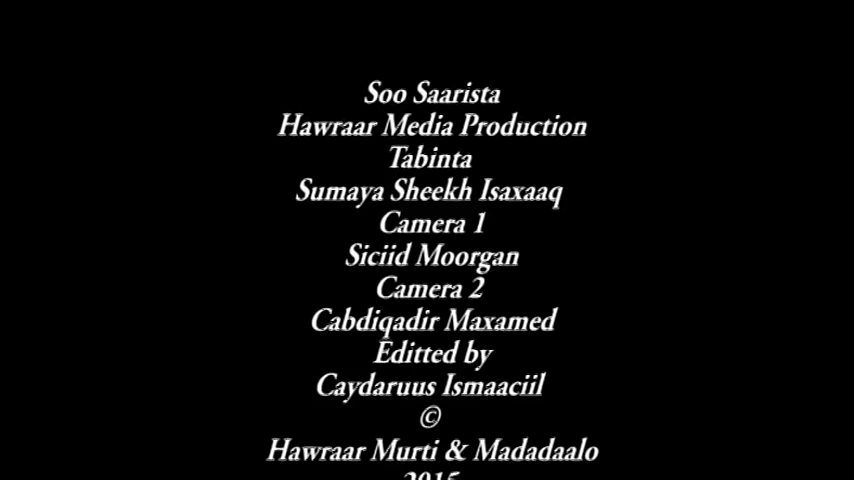 Soo Saarista
Hawraar Media Production
Tabinta
Sumaya Sheekh Isaxaaq
Camera 1
Siciid Moorgan
Camera 2
Cabdiqadir Maxamed
Editted by
Caydaruus Ismaaciil
©
Hawraar Murti & Madadaalo
2015